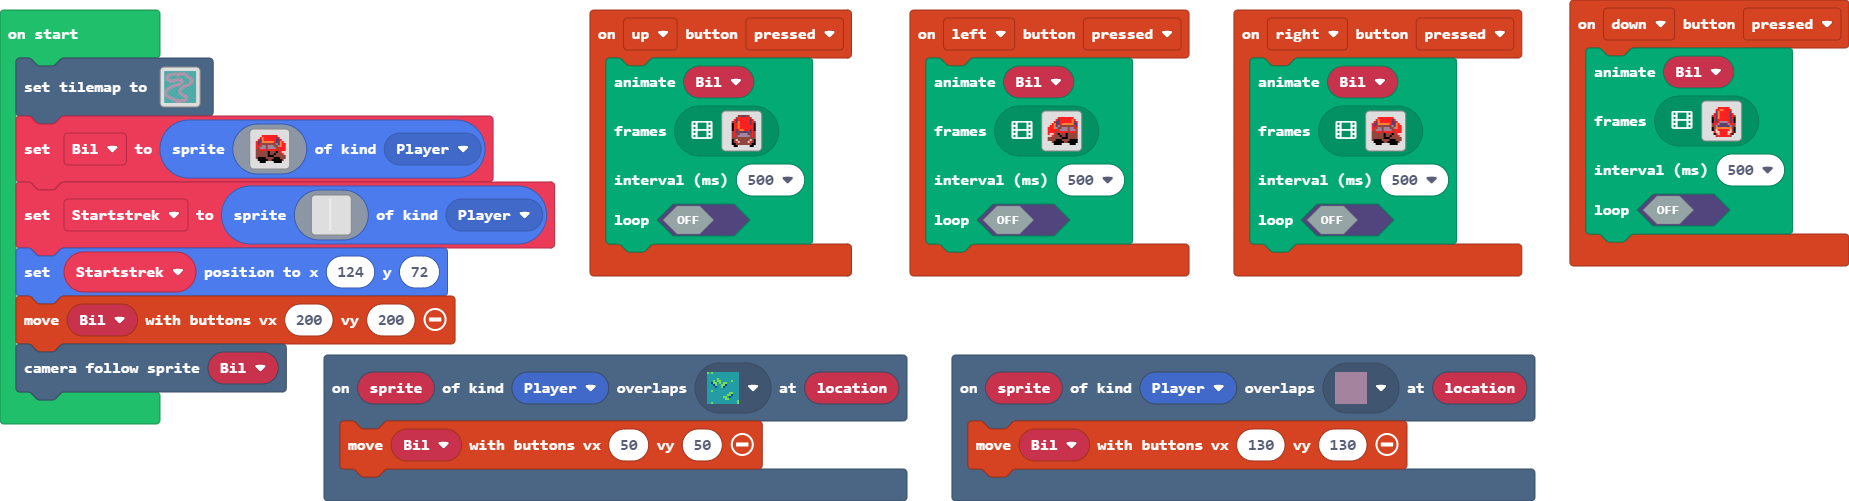 on start
set tilemap to
set Bil to sprite of kind Player
set Startstrek to sprite of kind Player
set Startstrek position to x 124 y 72
move Bil with buttons vx 200 vy 200
camera follow sprite Bil
on up button pressed
animate Bil
frames
interval (ms) 500
loop OFF
on left button pressed
animate Bil
frames
interval (ms) 500
loop OFF
on right button pressed
animate Bil
frames
interval (ms) 500
loop OFF
on down button pressed
animate Bil
frames
interval (ms) 500
loop OFF
on sprite of kind Player overlaps at location
move Bil with buttons vx 50 vy 50
on sprite of kind Player overlaps at location
move Bil with buttons vx 130 vy 130